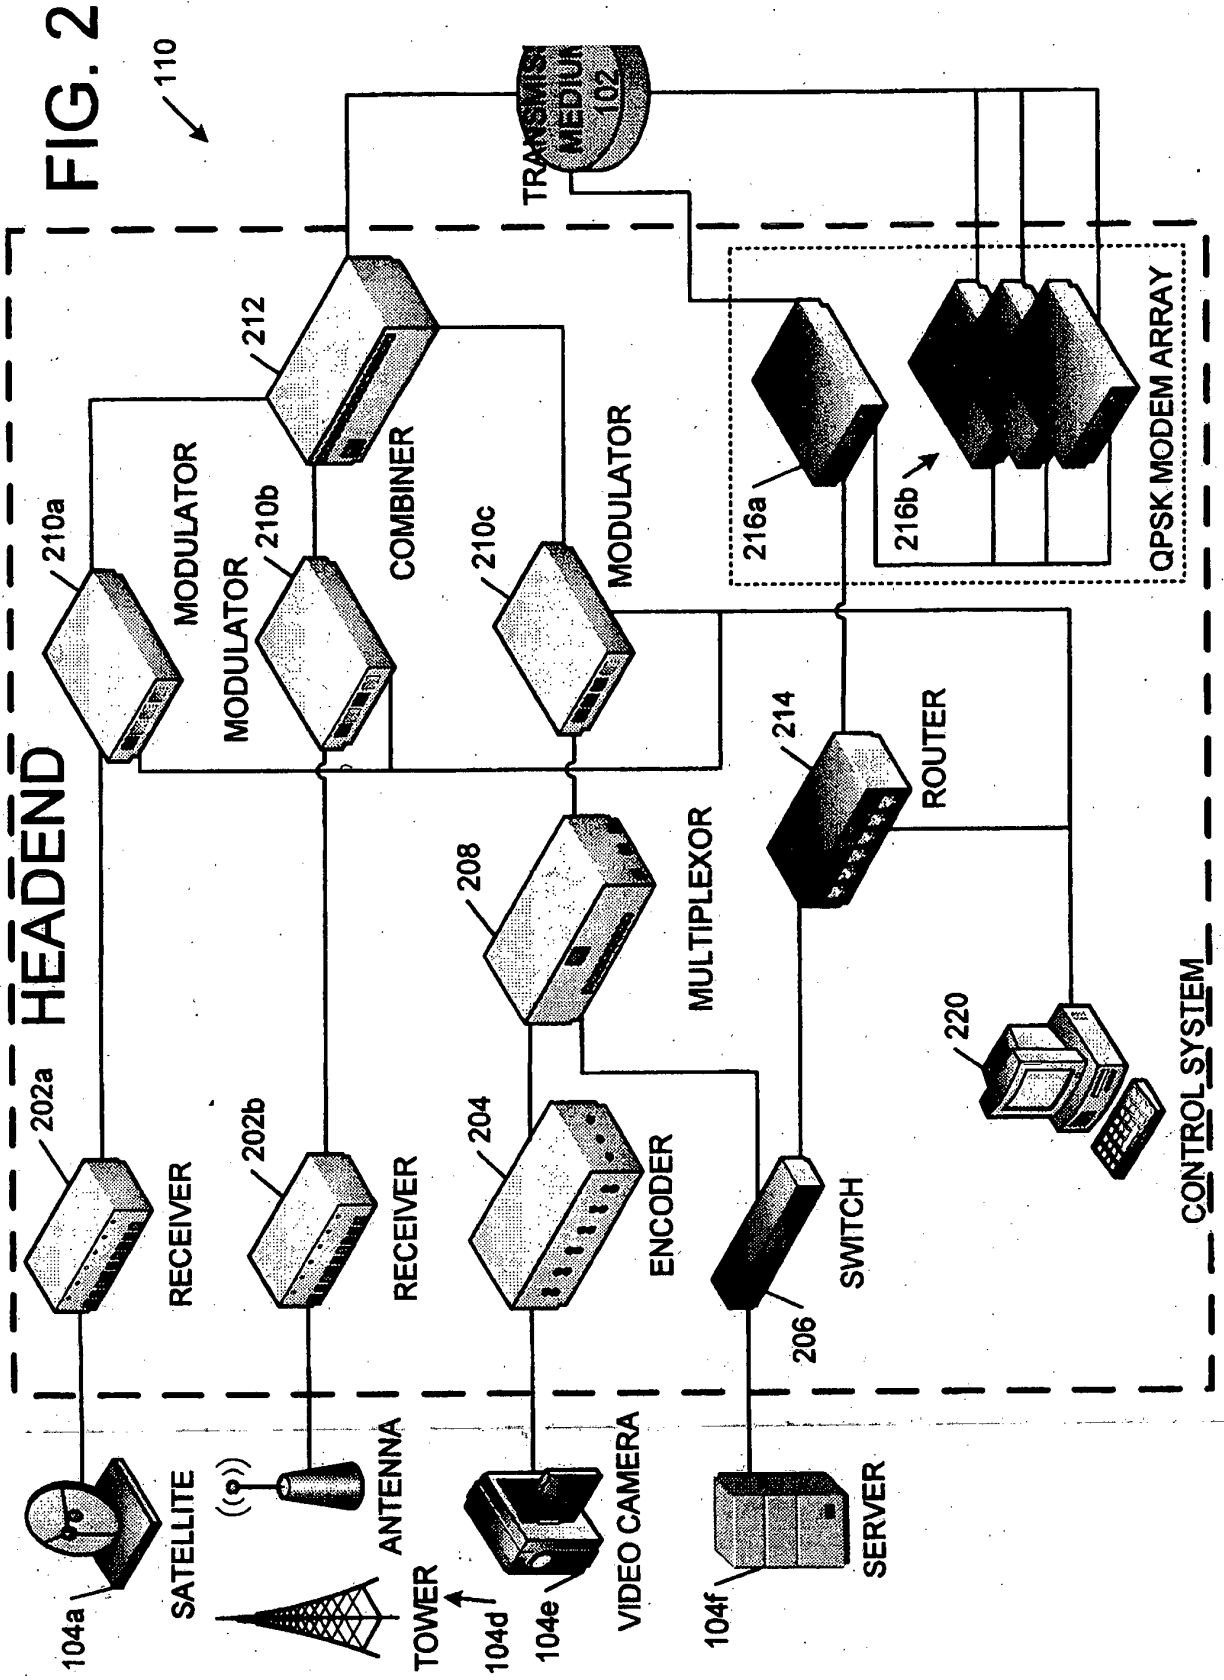 FIG. 2
110
HEADEND
104a
SATELLITE
202a
RECEIVER
210a
MODULATOR
212
COMBINER
TOWER
104d
ANTENNA
202b
RECEIVER
MODULATOR
210b
104e
VIDEO CAMERA
204
ENCODER
208
MULTIPLEXOR
210c
MODULATOR
MEDIUM
102
104f
SERVER
206
SWITCH
214
ROUTER
216a
216b
QPSK MODEM ARRAY
220
CONTROL SYSTEM